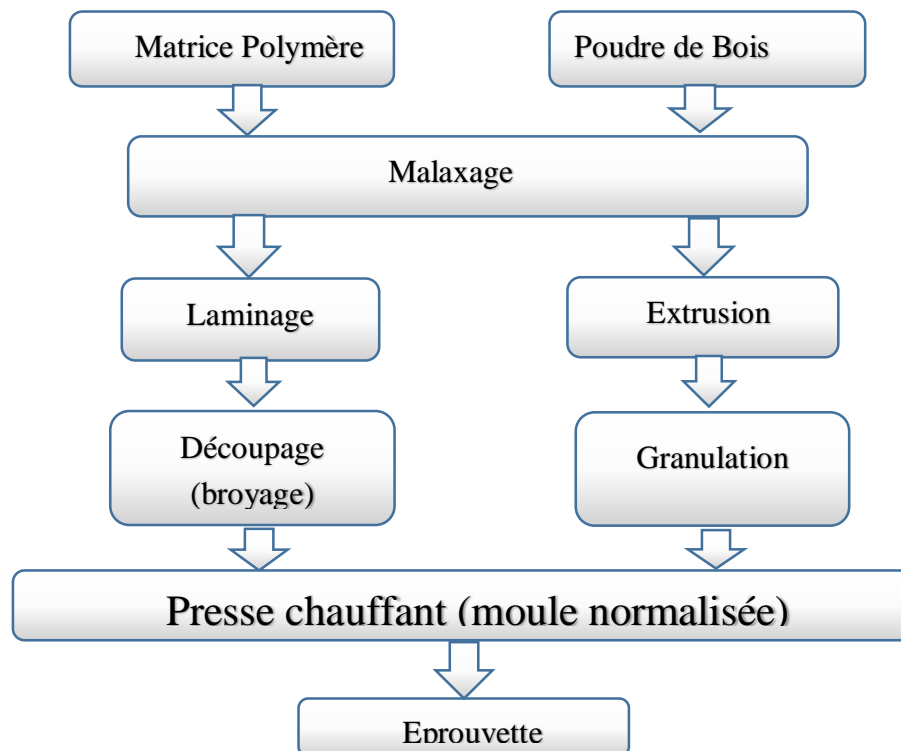 Matrice Polymère
Poudre de Bois
Malaxage
Laminage
Extrusion
Découpage
(broyage)
Granulation
Presse chauffant (moule normalisée)
Eprouvette